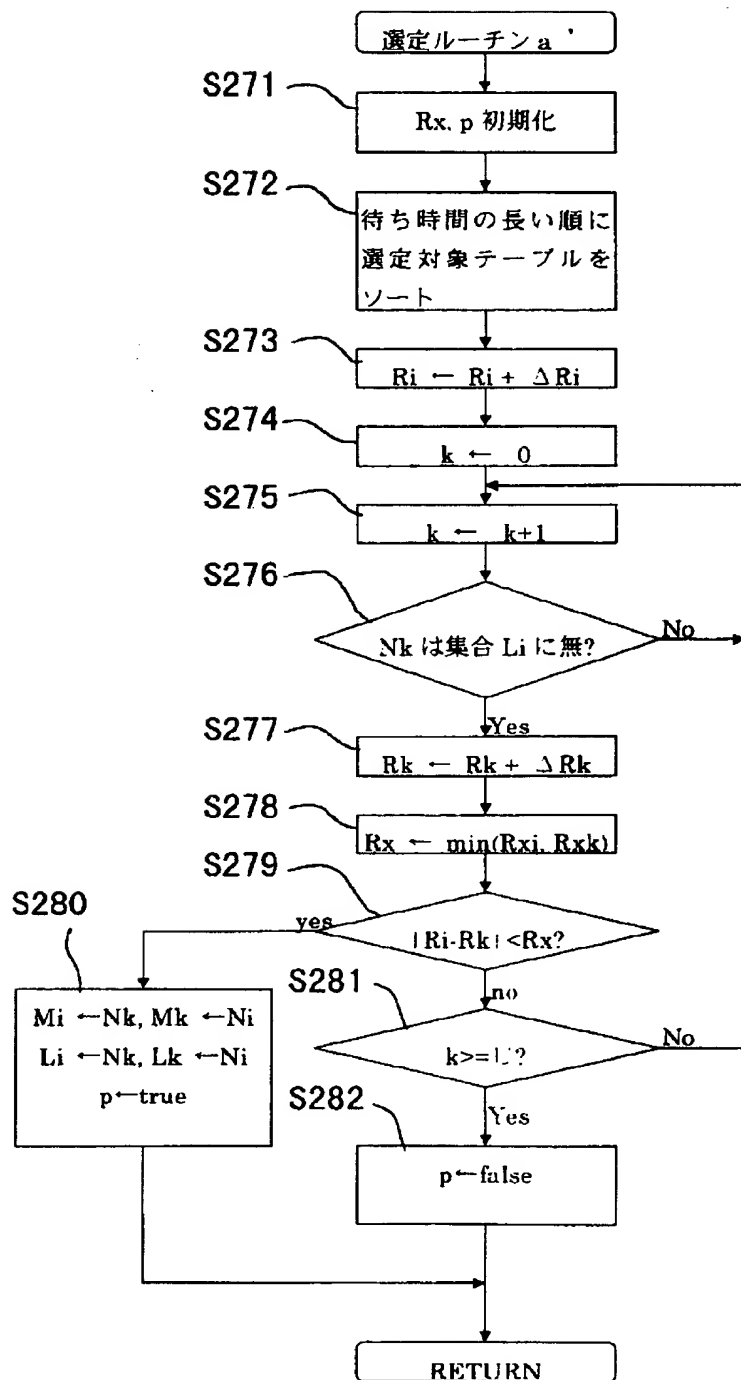 選定ルーチン a '
S271
Rx, p 初期化
S272
待ち時間の長い順に
選定対象テーブルを
ソート
S273
Ri ← Ri + ΔRi
S274
k ← 0
S275
k ← k+1
S276
Nk は集合 Li に無?
No
Yes
S277
Rk ← Rk + ΔRk
S278
Rx ← min(Rxi, Rxk)
S279
|Ri-Rk| <Rx?
yes
no
S280
Mi ←Nk, Mk ←Ni
Li ←Nk, Lk ←Ni
p←true
S281
k>=U?
No
Yes
S282
p←false
RETURN